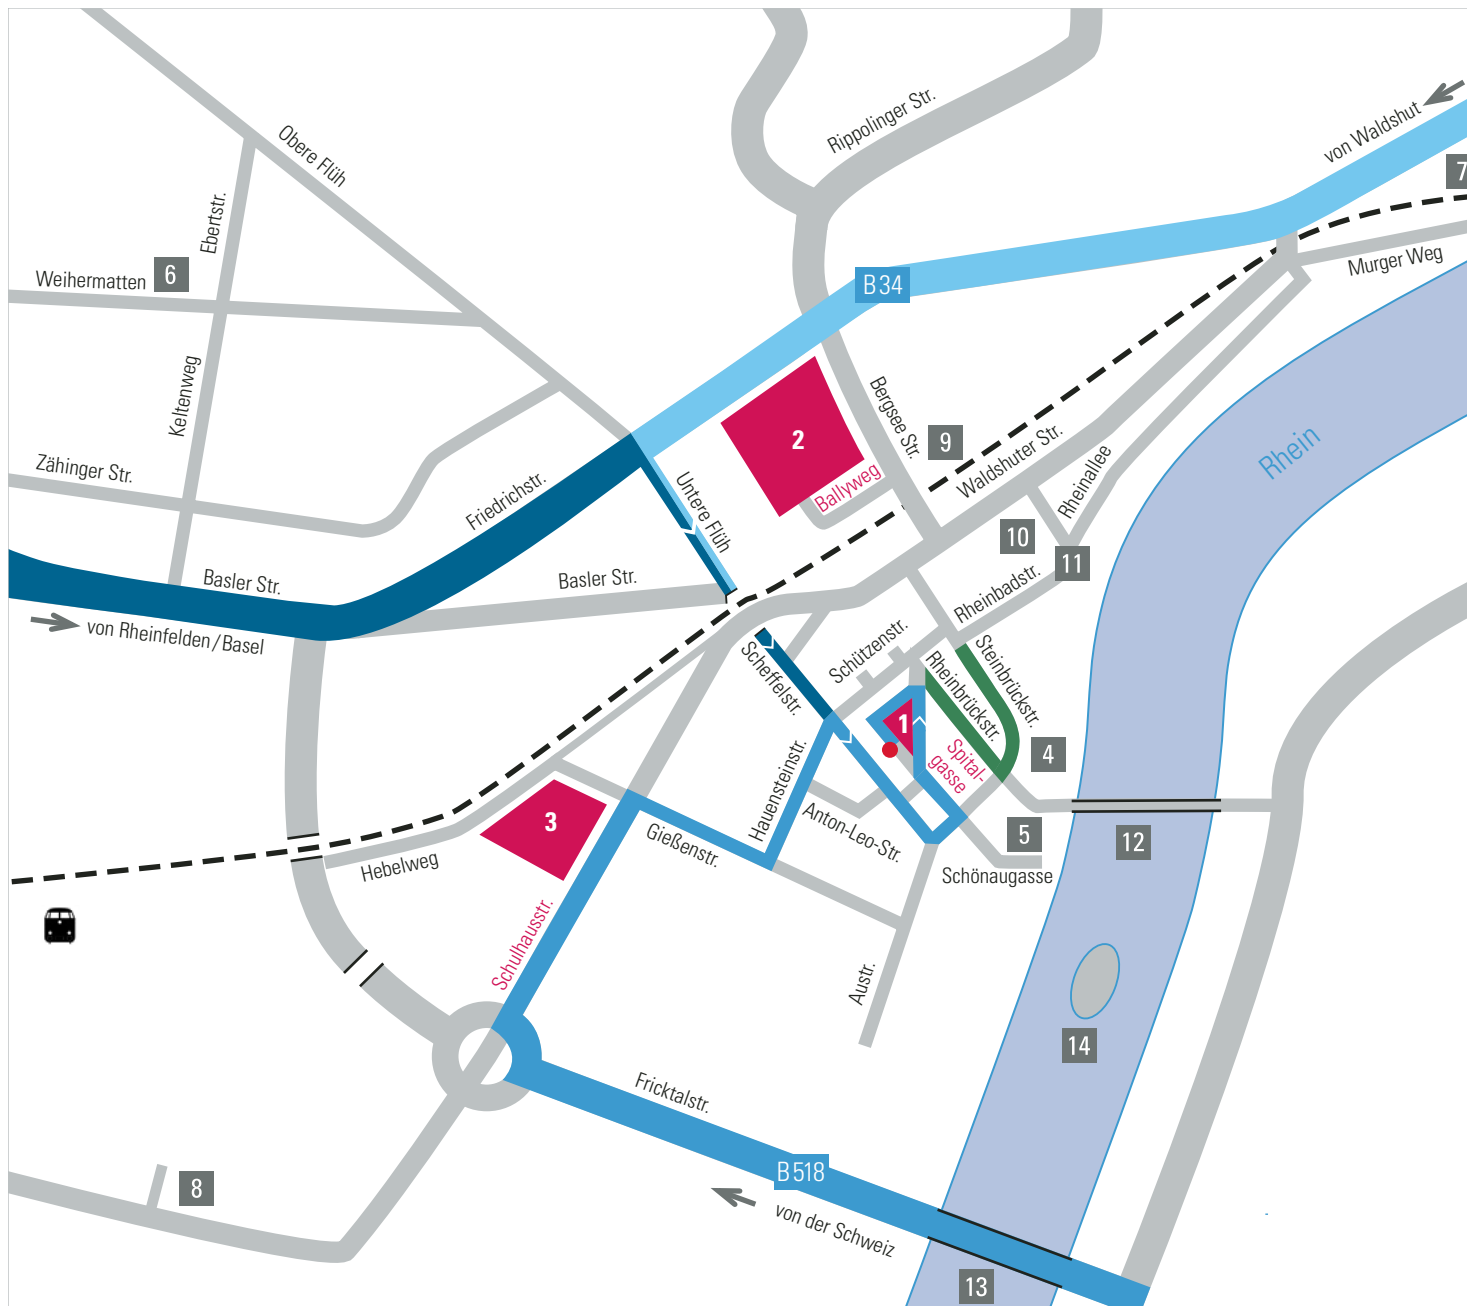 Obere Flüh
Rippolinger Str.
von Waldshut
7
Ebertstr.
Weihermatten
6
B34
Murger Weg
Keltenweg
Bergsee Str.
2
9
Rhein
Zähinger Str.
Friedrichstr.
Untere Flüh
Ballyweg
Waldshuter Str.
Rheinallee
10
11
Basler Str.
Basler Str.
von Rheinfelden/Basel
Rheinbadstr.
Schützenstr.
Scheffelstr.
Rheinbrückstr.
Steinbrückstr.
1
4
Spital-
gasse
Hauensteinstr.
3
Gießenstr.
Anton-Leo-Str.
5
12
Hebelweg
Schönaugasse
Schulhausstr.
Austr.
14
Fricktalstr.
B518
8
von der Schweiz
13